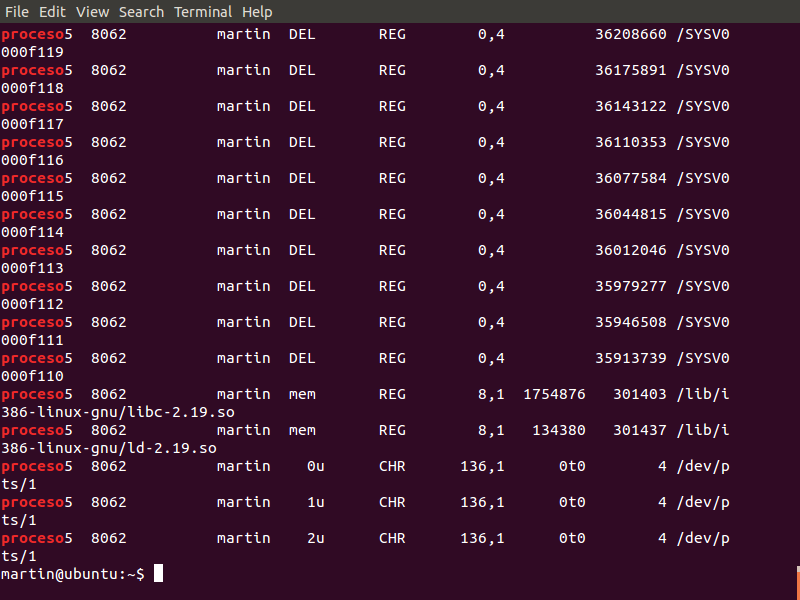 File Edit View Search Terminal Help
proceso5  8062          martin  DEL       REG        0,4          36208660 /SYSV0
000f119
proceso5  8062          martin  DEL       REG        0,4          36175891 /SYSV0
000f118
proceso5  8062          martin  DEL       REG        0,4          36143122 /SYSV0
000f117
proceso5  8062          martin  DEL       REG        0,4          36110353 /SYSV0
000f116
proceso5  8062          martin  DEL       REG        0,4          36077584 /SYSV0
000f115
proceso5  8062          martin  DEL       REG        0,4          36044815 /SYSV0
000f114
proceso5  8062          martin  DEL       REG        0,4          36012046 /SYSV0
000f113
proceso5  8062          martin  DEL       REG        0,4          35979277 /SYSV0
000f112
proceso5  8062          martin  DEL       REG        0,4          35946508 /SYSV0
000f111
proceso5  8062          martin  DEL       REG        0,4          35913739 /SYSV0
000f110
proceso5  8062          martin  mem       REG        8,1  1754876   301403 /lib/i
386-linux-gnu/libc-2.19.so
proceso5  8062          martin  mem       REG        8,1   134380   301437 /lib/i
386-linux-gnu/ld-2.19.so
proceso5  8062          martin    0u      CHR      136,1      0t0        4 /dev/p
ts/1
proceso5  8062          martin    1u      CHR      136,1      0t0        4 /dev/p
ts/1
proceso5  8062          martin    2u      CHR      136,1      0t0        4 /dev/p
ts/1
martin@ubuntu:~$